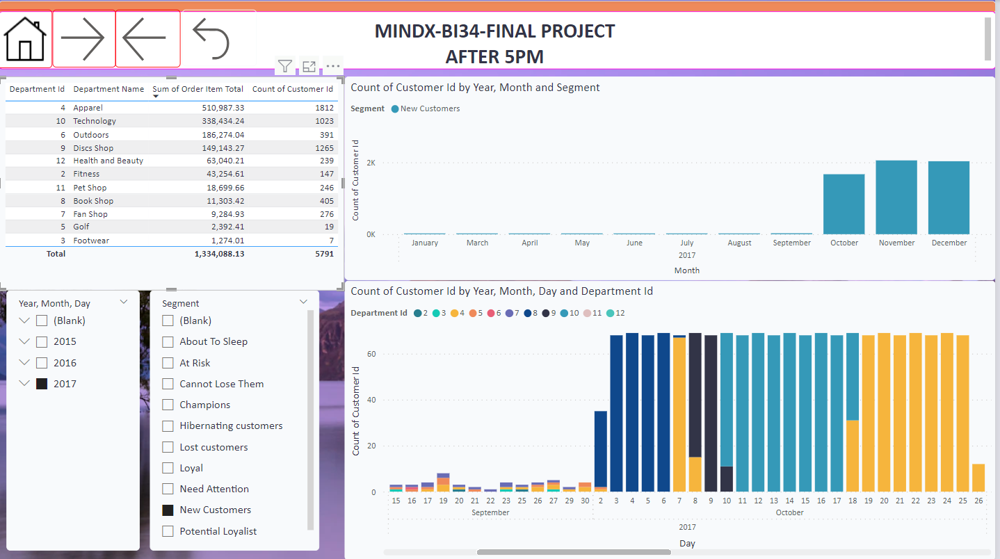 MINDX-BI34-FINAL PROJECT
AFTER 5PM
Department Id Department Name Sum of Order Item Total Count of Customer Id
4 Apparel 510,987.33 1812
10 Technology 338,434.24 1023
6 Outdoors 186,274.04 391
9 Discs Shop 149,143.27 1265
12 Health and Beauty 63,040.21 239
2 Fitness 43,254.61 147
11 Pet Shop 18,699.66 246
8 Book Shop 11,303.42 405
7 Fan Shop 9,284.93 276
5 Golf 2,392.41 19
3 Footwear 1,274.01 7
Total 1,334,088.13 5791
Count of Customer Id by Year, Month and Segment
Segment New Customers
Count of Customer Id
2K
0K
January March April May June July August September October November December
2017
Month
Year, Month, Day
(Blank)
2015
2016
2017
Segment
(Blank)
About To Sleep
At Risk
Cannot Lose Them
Champions
Hibernating customers
Lost customers
Loyal
Need Attention
New Customers
Potential Loyalist
Count of Customer Id by Year, Month, Day and Department Id
Department Id 2 3 4 5 6 7 8 9 10 11 12
Count of Customer Id
60
40
20
0
15 16 17 19 20 21 22 23 25 26 27 29 30 2 3 4 5 6 7 8 9 10 11 12 13 14 15 16 17 18 19 20 21 22 23 24 25 26
September October
2017
Day